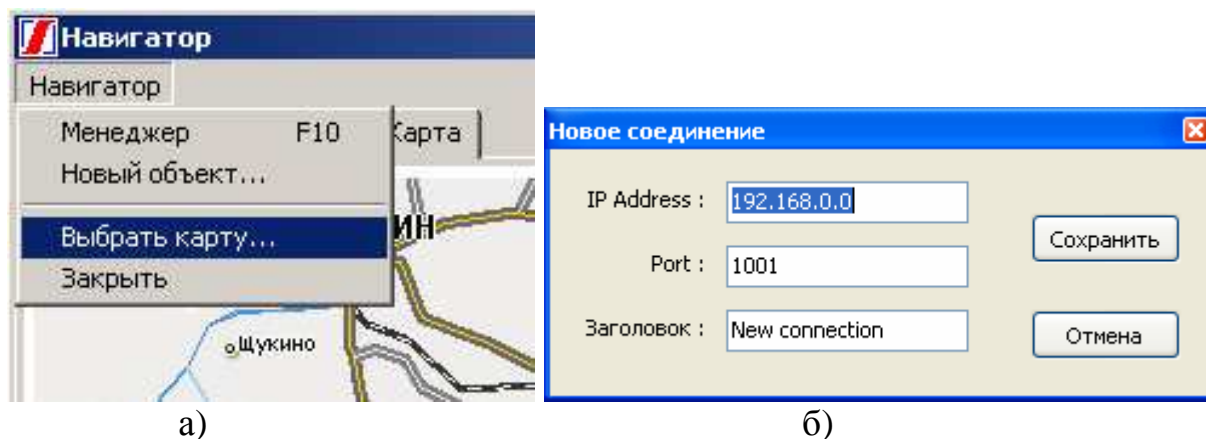 Навигатор
Навигатор
Менеджер F10
Карта
Новый объект...
ИН
Выбрать карту...
Закрыть
Щукино
а)
Новое соединение
IP Address : 192.168.0.0
Port : 1001
Заголовок : New connection
Сохранить
Отмена
б)